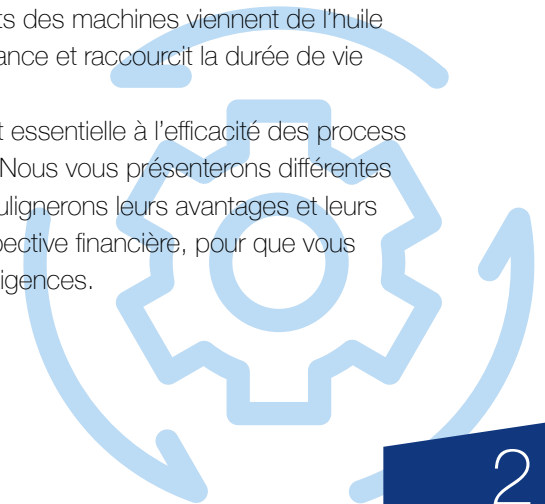 ts des machines viennent de l'huile
ance et raccourcit la durée de vie
t essentielle à l'efficacité des process
Nous vous présenterons différentes
ulignerons leurs avantages et leurs
pective financière, pour que vous
igences.
2